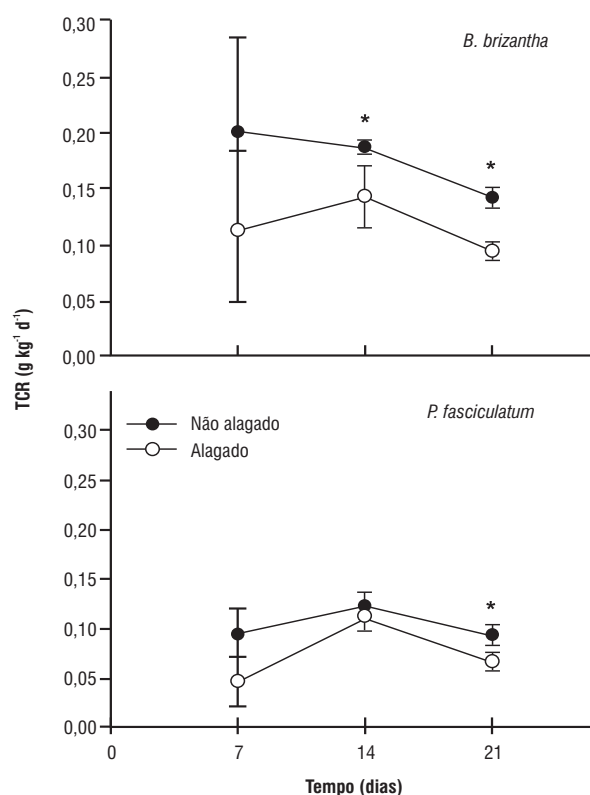 0,30
B. brizantha
0,25
*
0,20
*
0,15
0,10
0,05
0,00
TCR (g kg⁻¹ d⁻¹)
P. fasciculatum
0,30
Não alagado
Alagado
0,25
0,20
0,15
*
0,10
0,05
0,00
0 7 14 21
Tempo (dias)